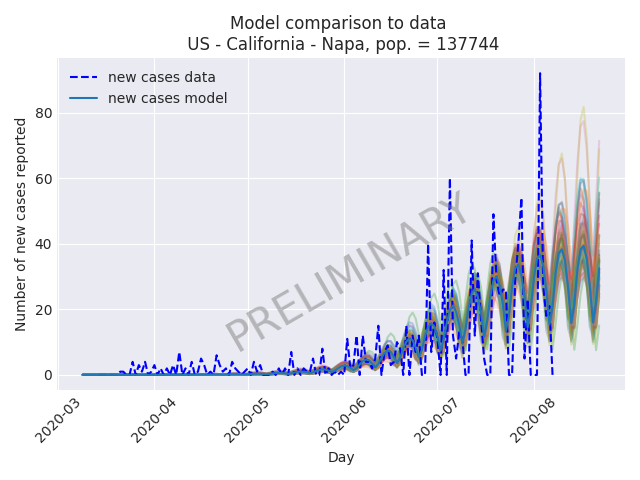 Model comparison to data
US - California - Napa, pop. = 137744
new cases data
new cases model
PRELIMINARY
Number of new cases reported
80
60
40
20
0
2020-03
2020-04
2020-05
2020-06
2020-07
2020-08
Day